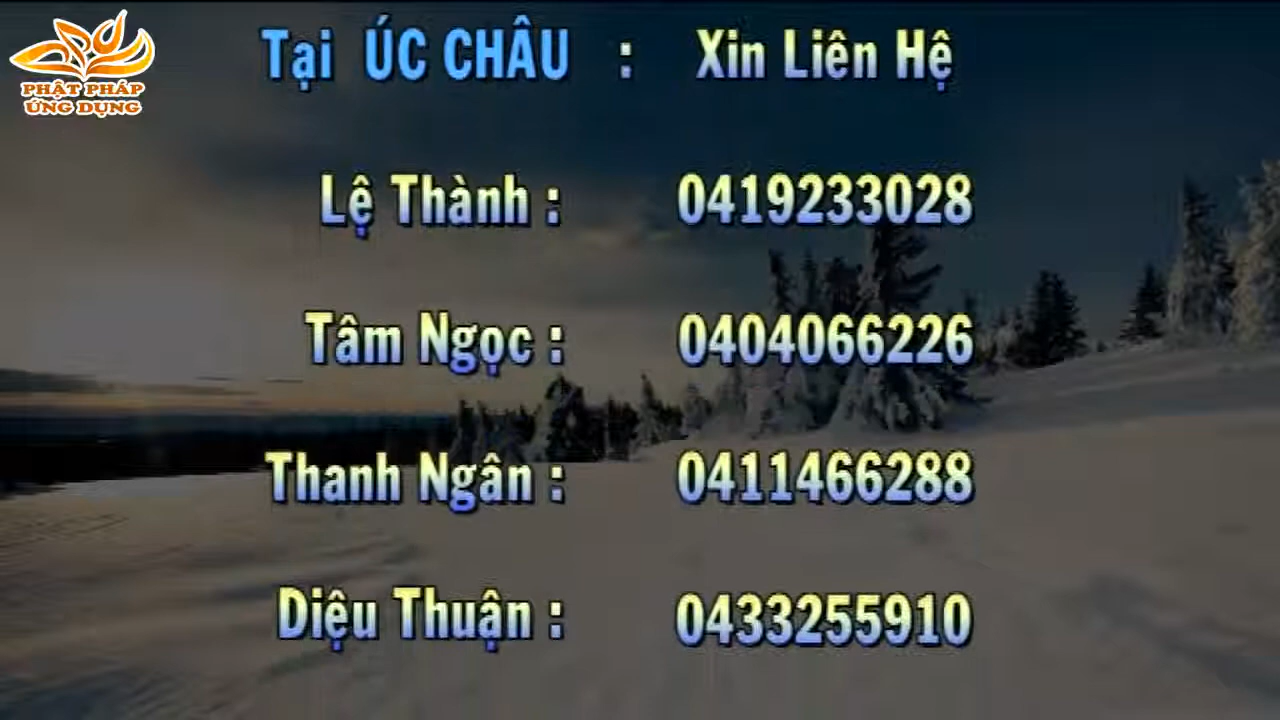 PHẬT PHÁP
ỨNG DỤNG
Tại ÚC CHÂU : Xin Liên Hệ
Lệ Thành : 0419233028
Tâm Ngọc : 0404066226
Thanh Ngân : 0411466288
Diệu Thuận : 0433255910